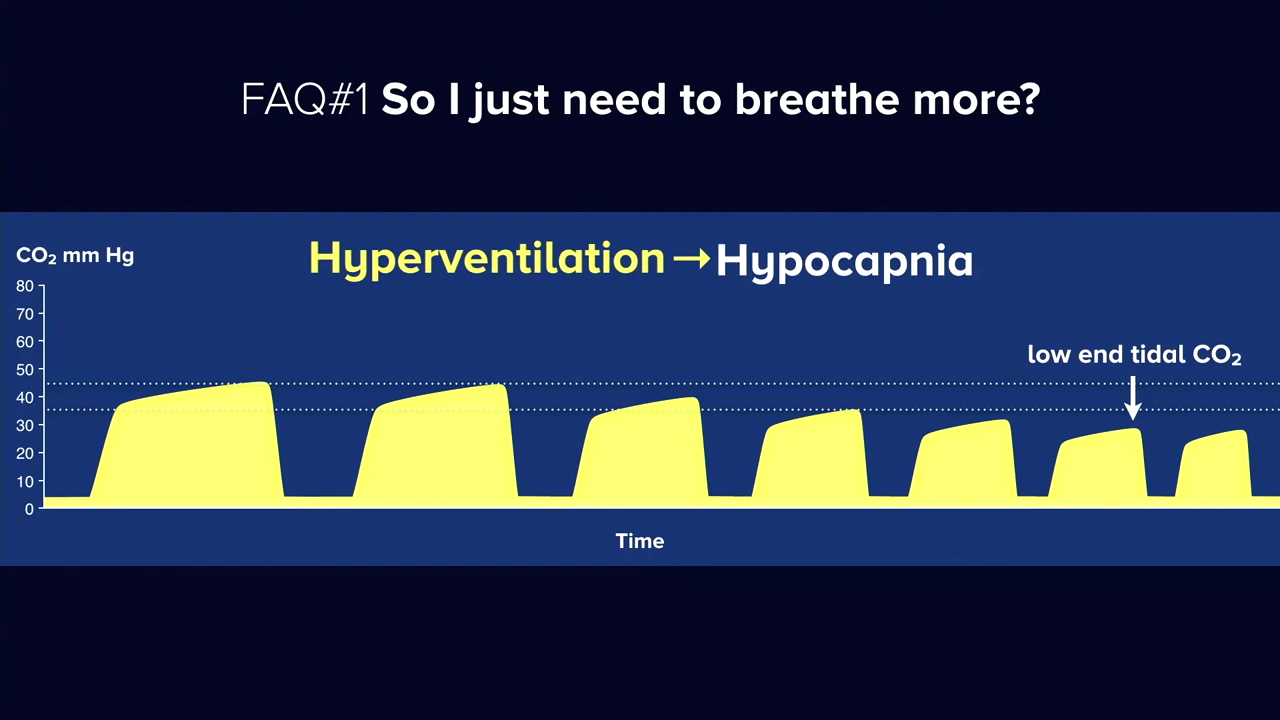 FAQ#1 So I just need to breathe more?
CO₂ mm Hg
Hyperventilation → Hypocapnia
80
70
60
50
low end tidal CO₂
40
30
20
10
0
Time